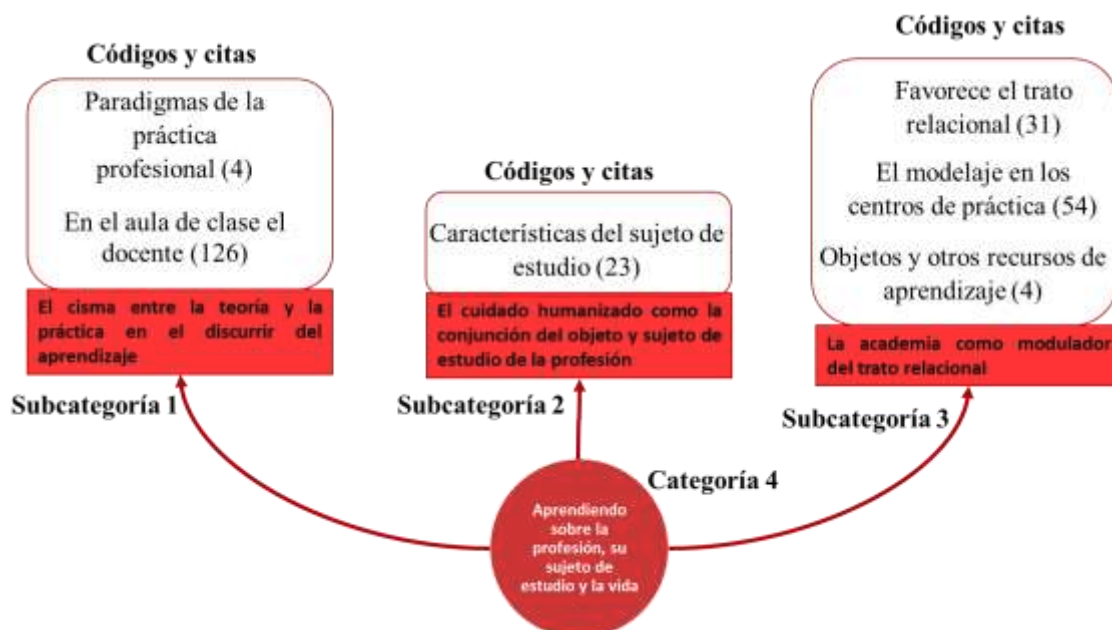 Códigos y citas
Paradigmas de la
práctica
profesional (4)
En el aula de clase el
docente (126)
El cisma entre la teoría y la
práctica en el discurrir del
aprendizaje
Subcategoría 1
Códigos y citas
Características del sujeto de
estudio (23)
El cuidado humanizado como la
conjunción del objeto y sujeto de
estudio de la profesión
Subcategoría 2
Códigos y citas
Favorece el trato
relacional (31)
El modelaje en los
centros de práctica (54)
Objetos y otros recursos de
aprendizaje (4)
La academia como modulador
del trato relacional
Subcategoría 3
Categoría 4
Aprendiendo
sobre la
profesión, su
sujeto de
estudio y la vida